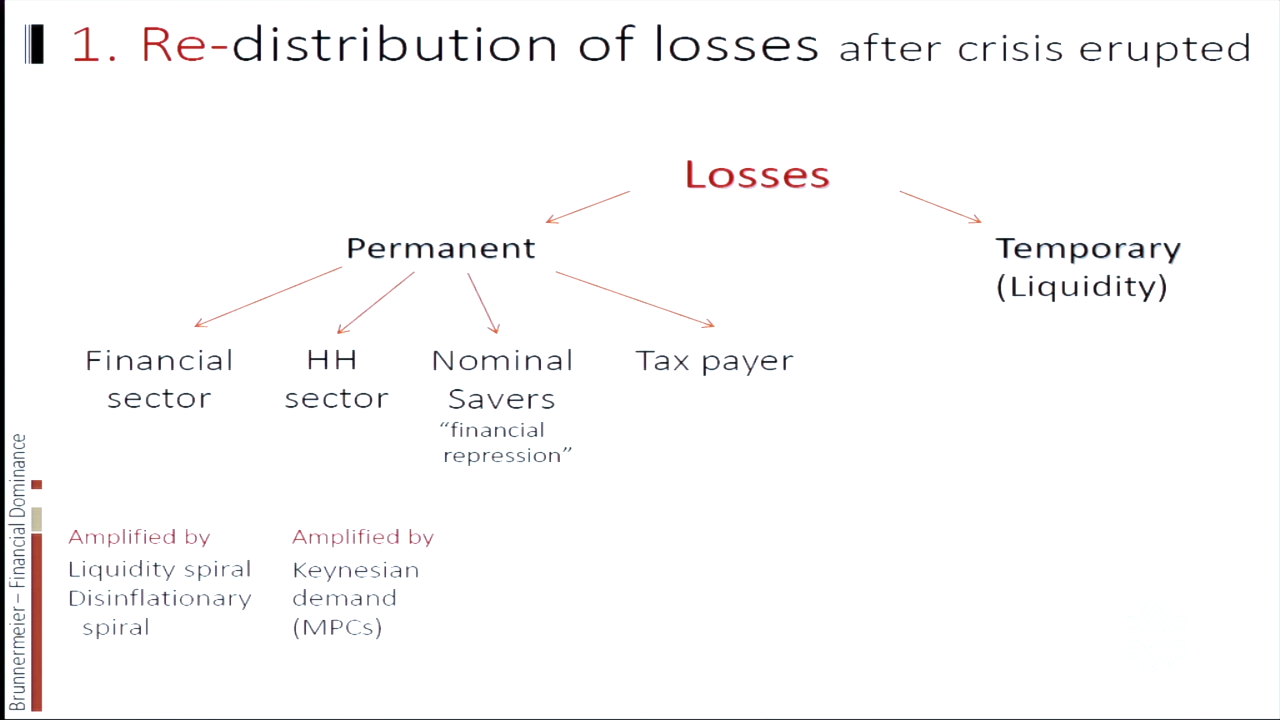 1. Re-distribution of losses after crisis erupted
Losses
Permanent
Temporary
(Liquidity)
Financial
sector
HH
sector
Nominal
Savers
“financial
repression”
Tax payer
Amplified by
Liquidity spiral
Disinflationary
spiral
Amplified by
Keynesian
demand
(MPCs)
Brunnermeier – Financial Dominance